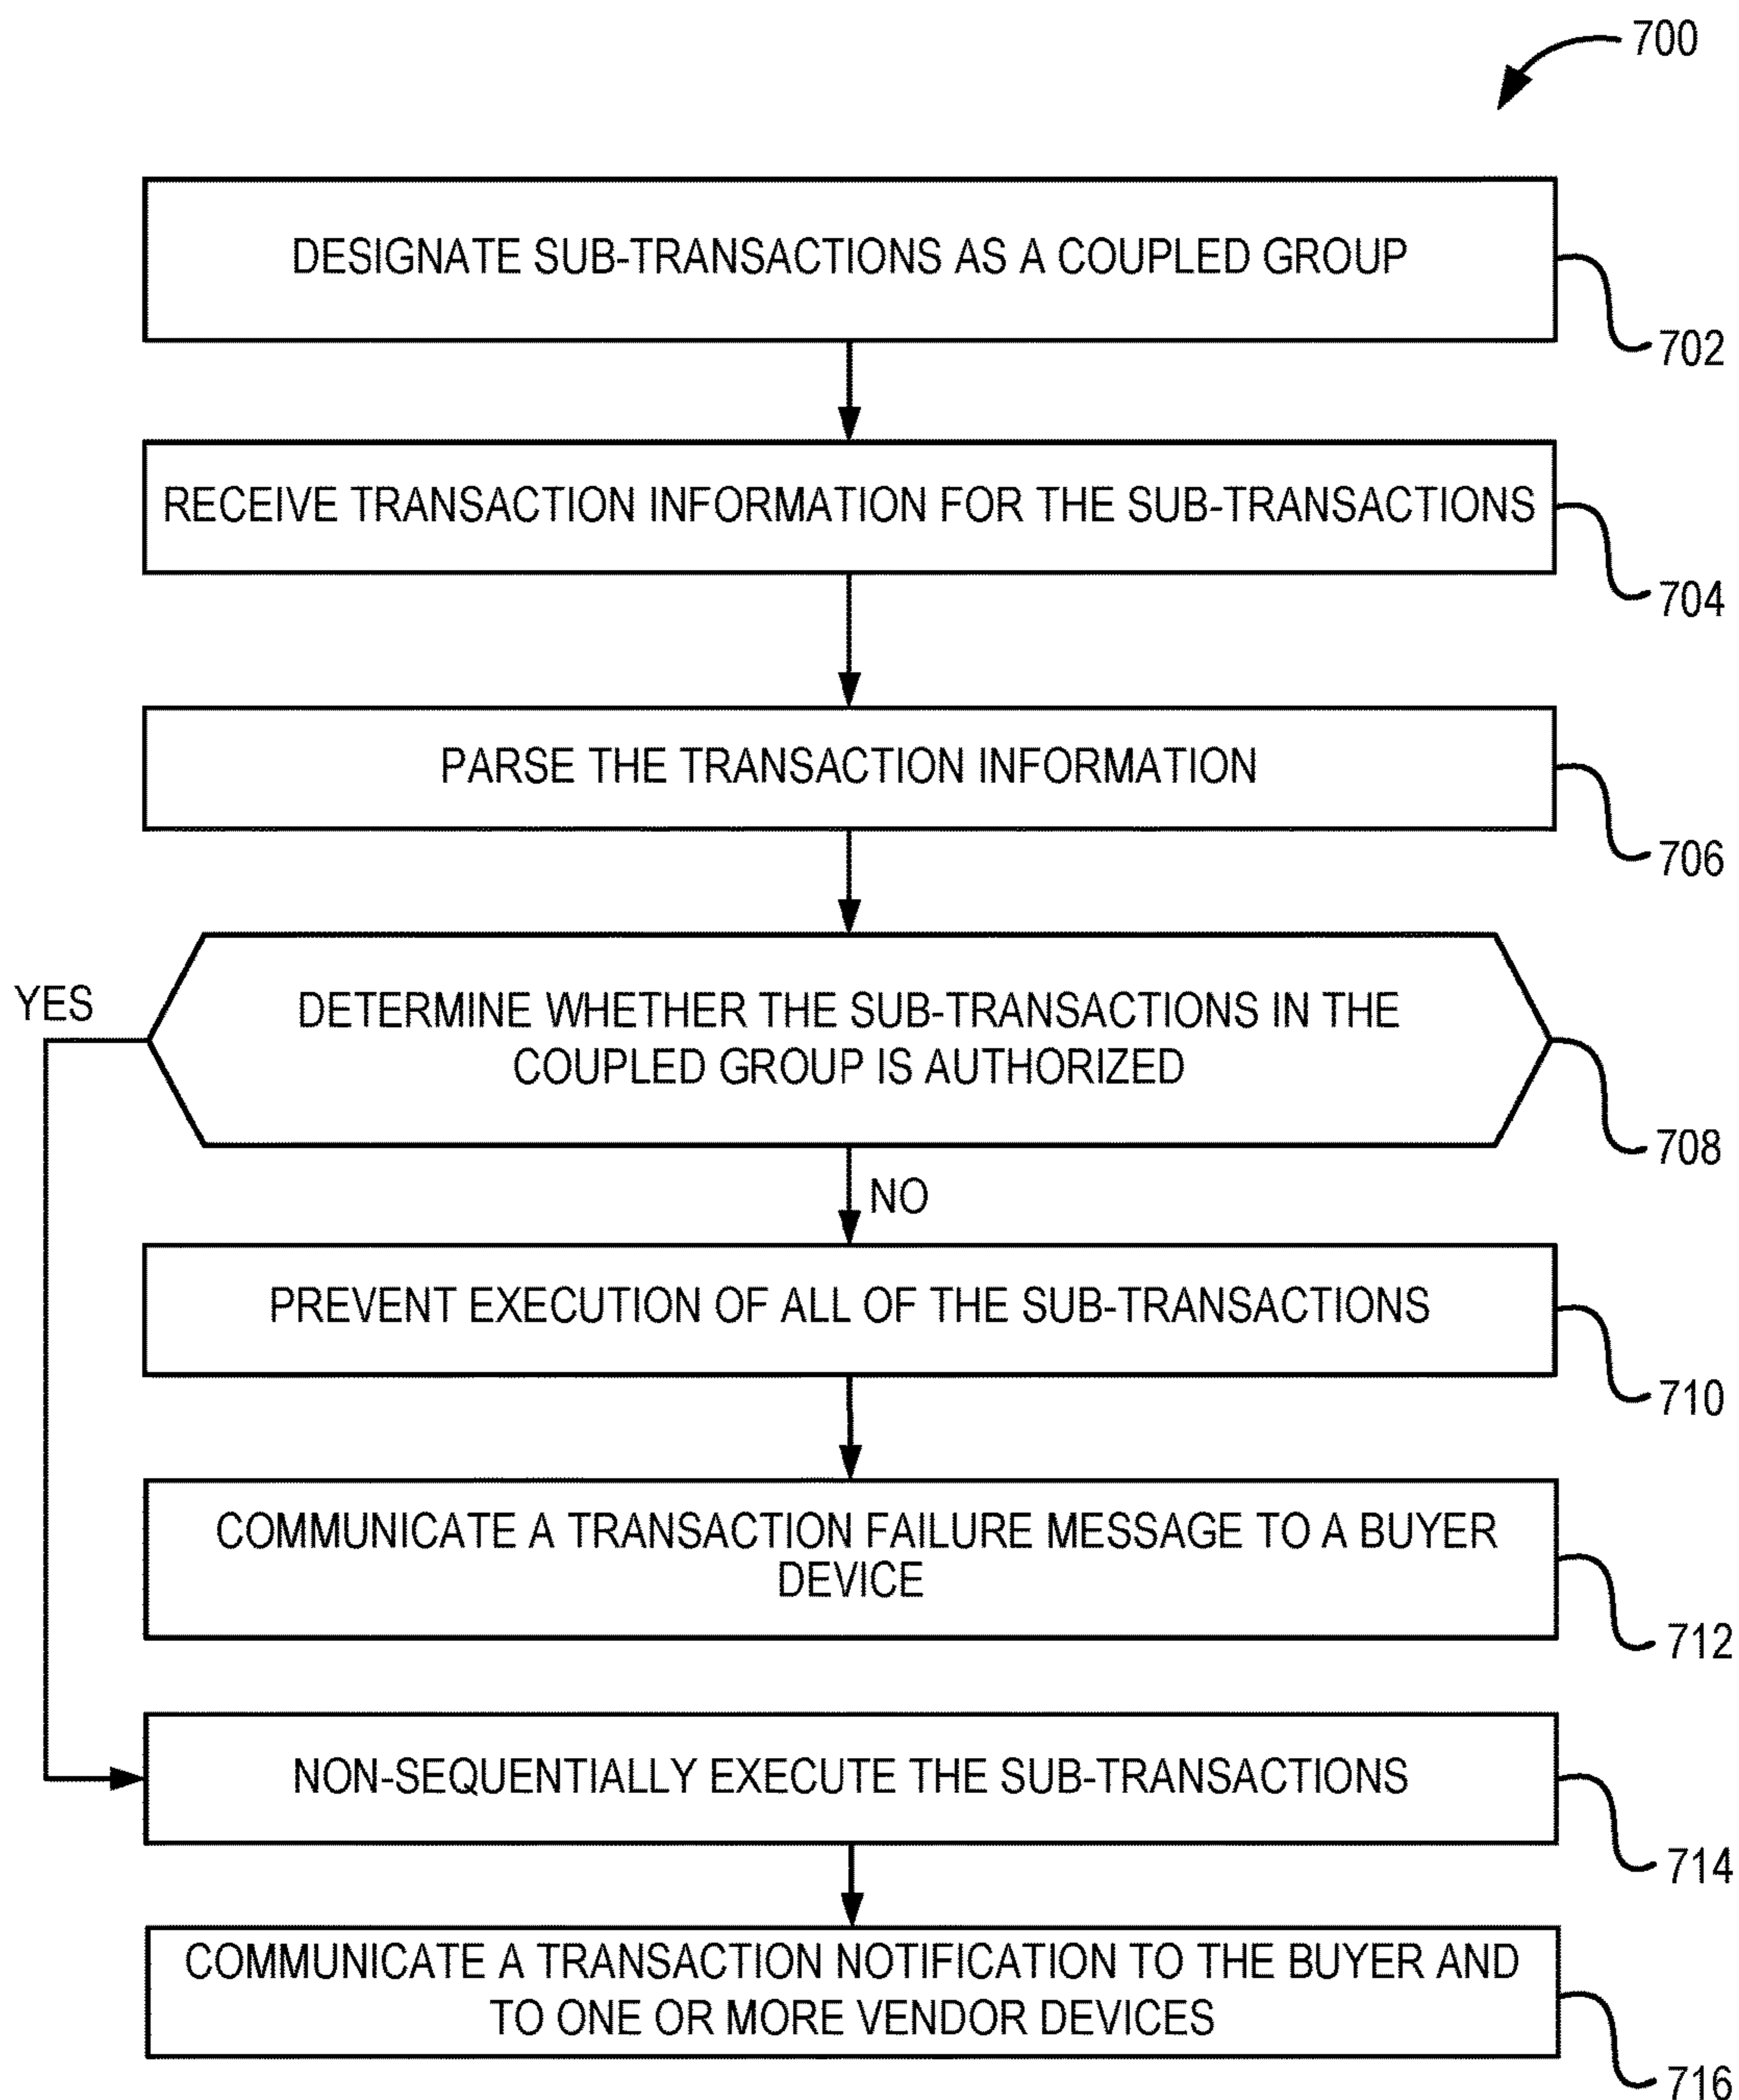 700
DESIGNATE SUB-TRANSACTIONS AS A COUPLED GROUP
702
RECEIVE TRANSACTION INFORMATION FOR THE SUB-TRANSACTIONS
704
PARSE THE TRANSACTION INFORMATION
706
YES
DETERMINE WHETHER THE SUB-TRANSACTIONS IN THE
COUPLED GROUP IS AUTHORIZED
708
NO
PREVENT EXECUTION OF ALL OF THE SUB-TRANSACTIONS
710
COMMUNICATE A TRANSACTION FAILURE MESSAGE TO A BUYER
DEVICE
712
NON-SEQUENTIALLY EXECUTE THE SUB-TRANSACTIONS
714
COMMUNICATE A TRANSACTION NOTIFICATION TO THE BUYER AND
TO ONE OR MORE VENDOR DEVICES
716